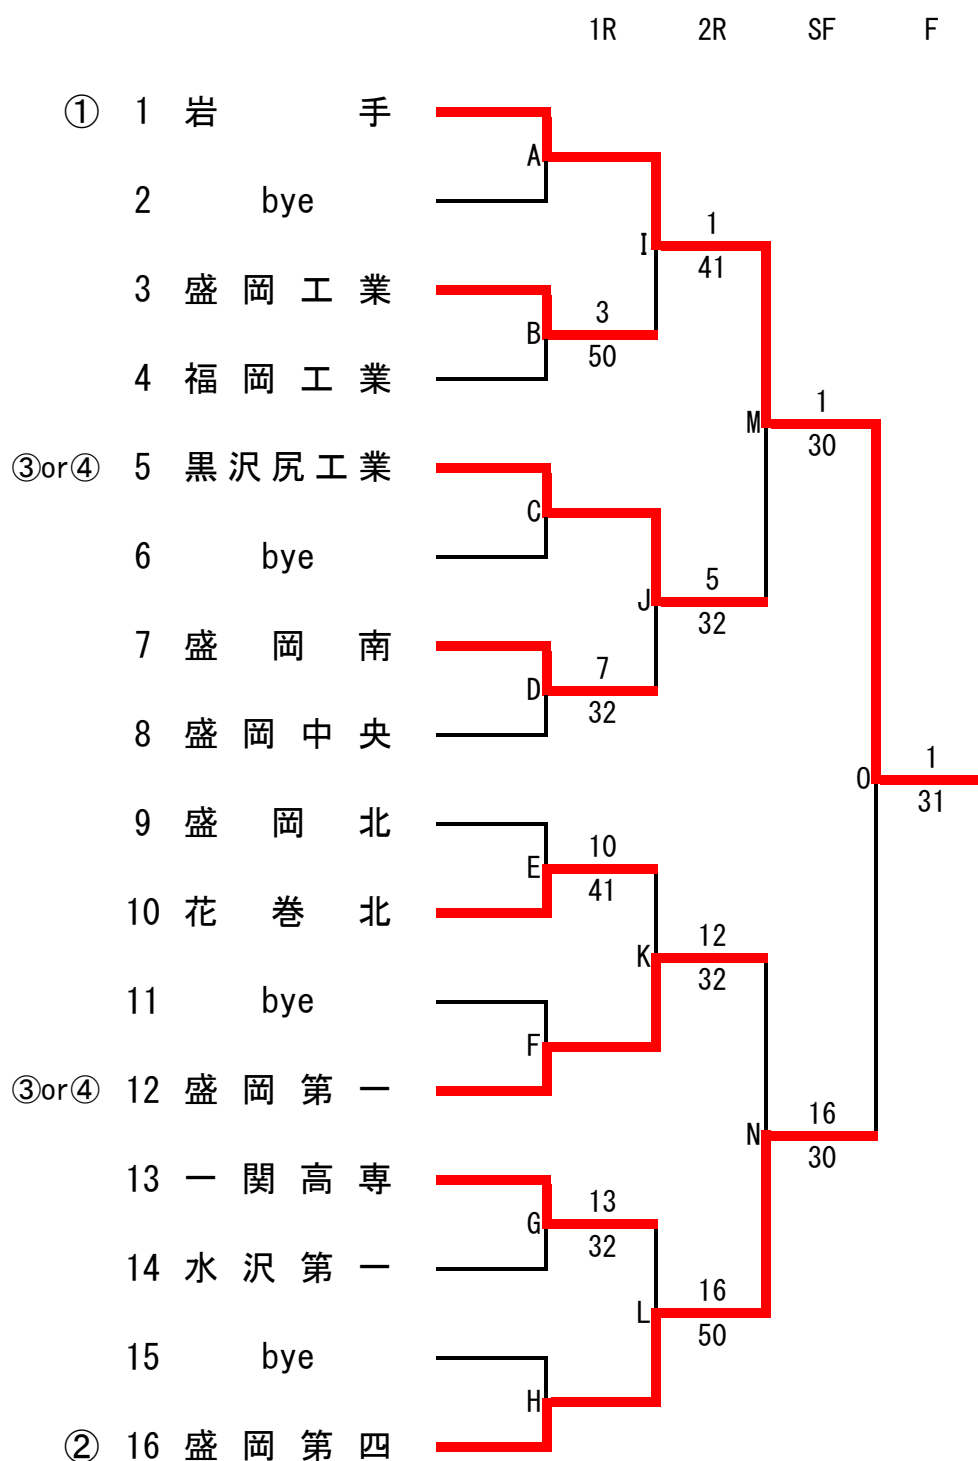 1R 2R SF F
① 1 岩手
A
2 bye
1
I
41
3 盛岡工業
3
B
50
4 福岡工業
1
M
30
③or④ 5 黒沢尻工業
C
6 bye
5
J
32
7 盛岡南
7
D
32
8 盛岡中央
1
O
31
9 盛岡北
10
E
41
10 花巻北
12
K
32
11 bye
F
③or④ 12 盛岡第一
16
N
30
13 一関高専
13
G
32
14 水沢第一
16
L
50
15 bye
H
② 16 盛岡第四